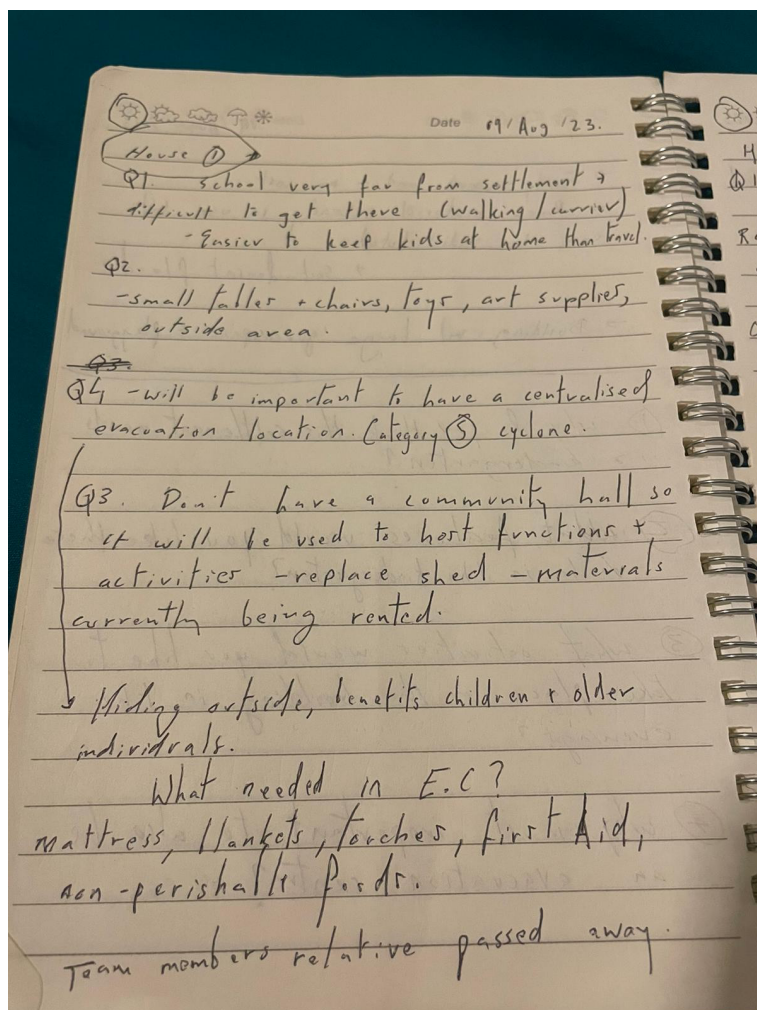 Date 19/Aug/23.
House ①
Q1. School very far from settlement +
difficult to get there (walking/carrier)
- Easier to keep kids at home than travel.
Q2.
-small tables + chairs, toys, art supplies,
outside area.
Q3.
Q4 -will be important to have a centralised
evacuation location. Category ⑤ cyclone.
Q3. Don't have a community hall so
it will be used to host functions +
activities -replace shed - materials
currently being rented.
Hiding outside, benefits children + older
individuals.
What needed in E.C?
Mattress, blankets, torches, first Aid,
non-perishable foods.
Team members relative passed away.
H
Q1